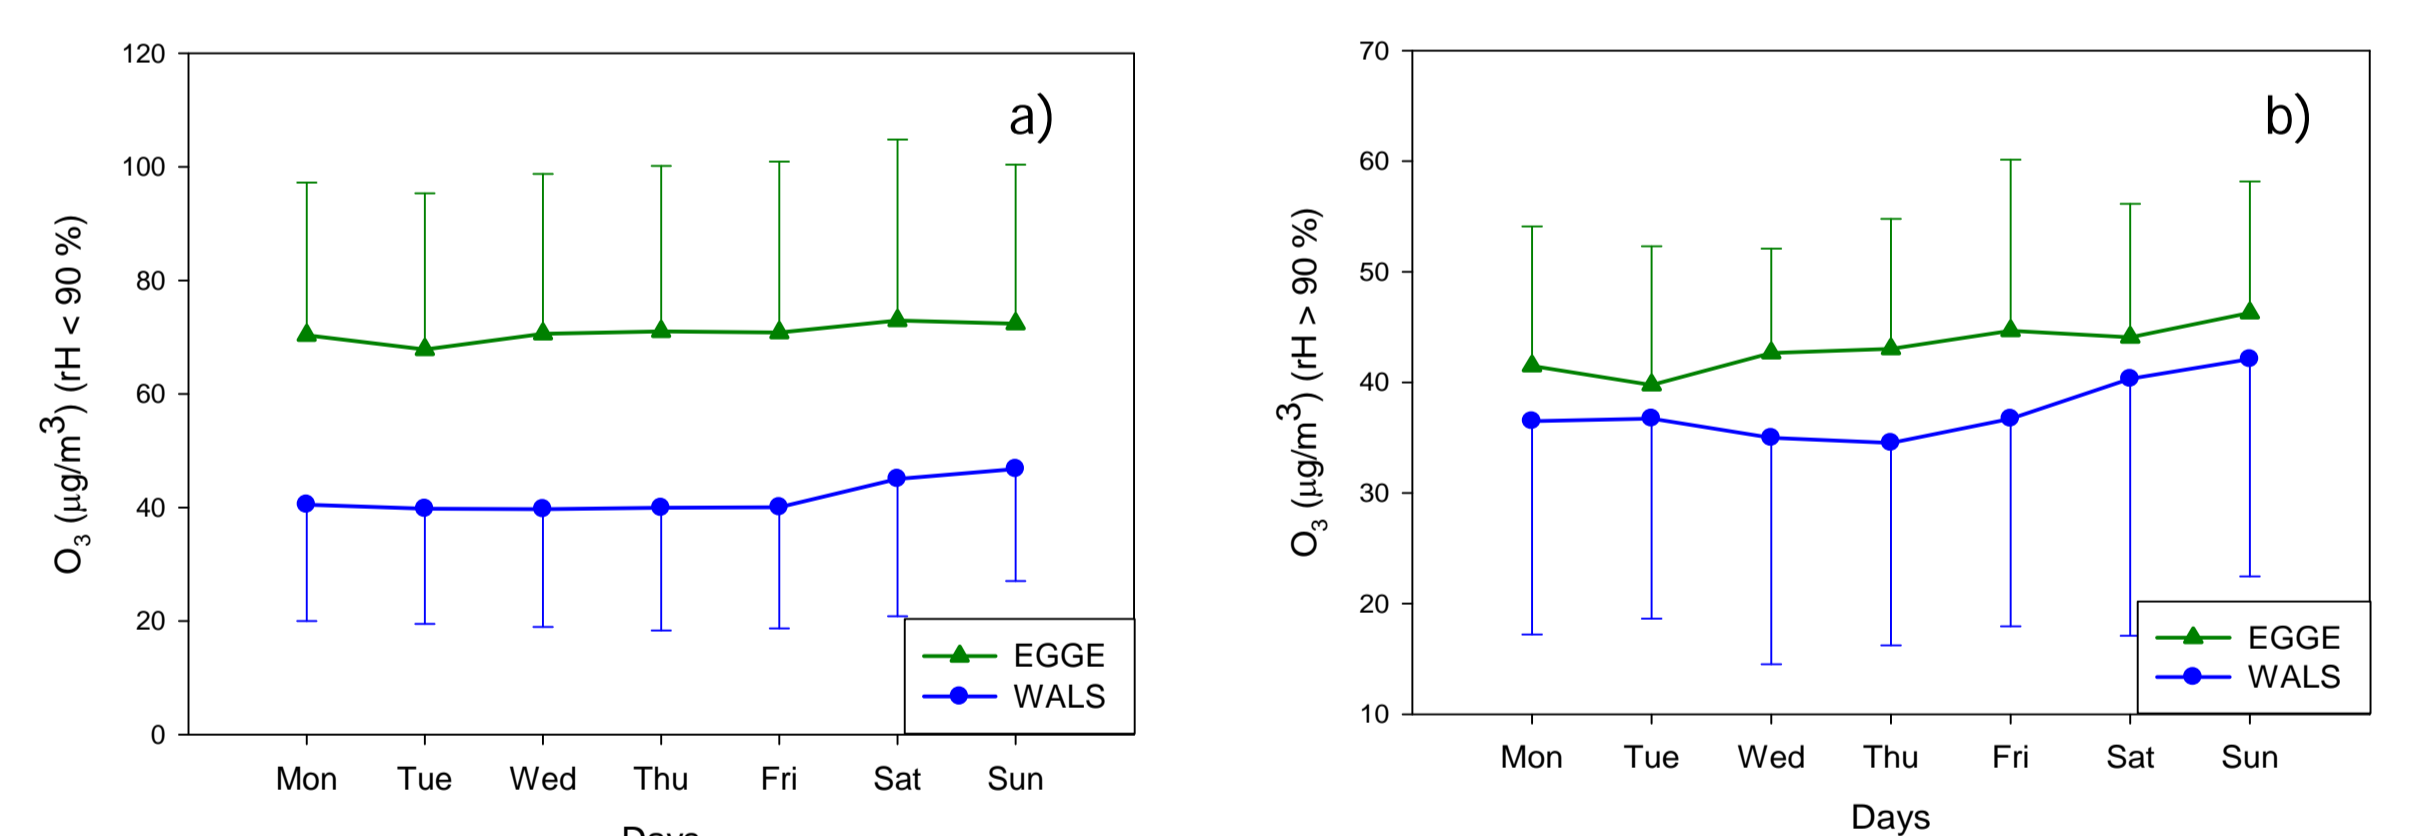 a)
O3 (µg/m3) (rH < 90 %)
120
100
80
60
40
20
0
Mon Tue Wed Thu Fri Sat Sun
Days
EGGE
WALS
b)
O3 (µg/m3) (rH > 90 %)
70
60
50
40
30
20
10
Mon Tue Wed Thu Fri Sat Sun
Days
EGGE
WALS